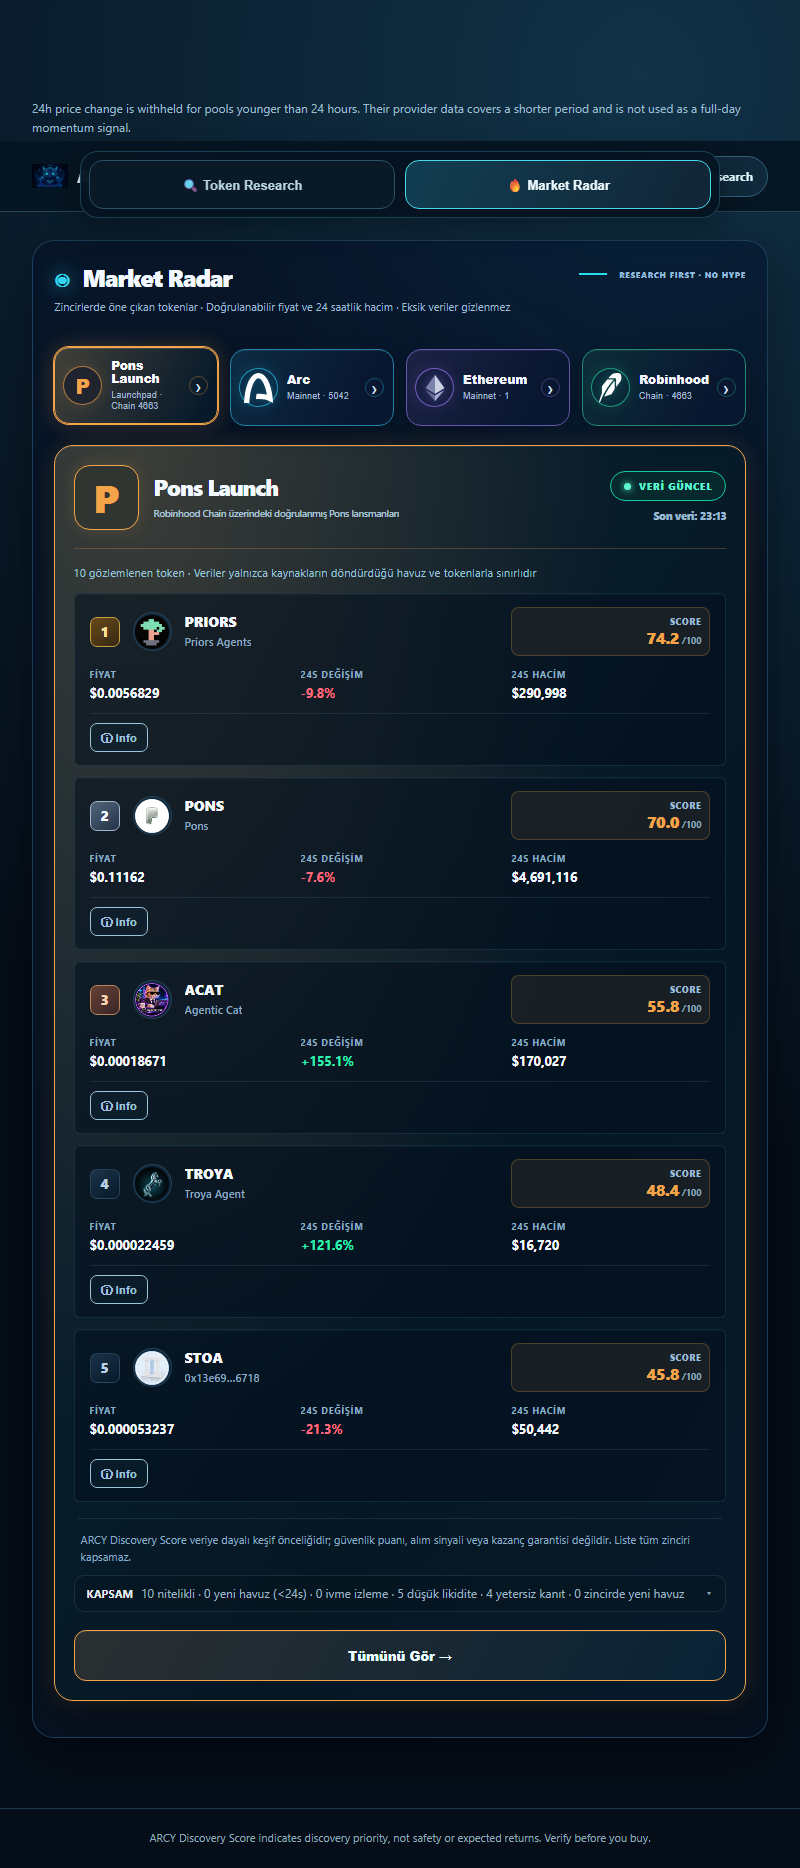 24h price change is withheld for pools younger than 24 hours. Their provider data covers a shorter period and is not used as a full-day
momentum signal.
Token Research
Market Radar
search
Market Radar
RESEARCH FIRST · NO HYPE
Zincirlerde öne çıkan tokenlar · Doğrulanabilir fiyat ve 24 saatlik hacim · Eksik veriler gizlenmez
P
Pons
Launch
Launchpad ·
Chain 4663
Arc
Mainnet · 5042
Ethereum
Mainnet · 1
Robinhood
Chain · 4663
P
Pons Launch
Robinhood Chain üzerindeki doğrulanmış Pons lansmanları
VERİ GÜNCEL
Son veri: 23:13
10 gözlemlenen token · Veriler yalnızca kaynakların döndürdüğü havuz ve tokenlarla sınırlıdır
1
PRIORS
Priors Agents
SCORE
74.2 /100
FİYAT
$0.0056829
24S DEĞİŞİM
-9.8%
24S HACİM
$290,998
ⓘ Info
2
PONS
Pons
SCORE
70.0 /100
FİYAT
$0.11162
24S DEĞİŞİM
-7.6%
24S HACİM
$4,691,116
ⓘ Info
3
ACAT
Agentic Cat
SCORE
55.8 /100
FİYAT
$0.00018671
24S DEĞİŞİM
+155.1%
24S HACİM
$170,027
ⓘ Info
4
TROYA
Troya Agent
SCORE
48.4 /100
FİYAT
$0.000022459
24S DEĞİŞİM
+121.6%
24S HACİM
$16,720
ⓘ Info
5
STOA
0x13e69...6718
SCORE
45.8 /100
FİYAT
$0.000053237
24S DEĞİŞİM
-21.3%
24S HACİM
$50,442
ⓘ Info
ARCY Discovery Score veriye dayalı keşif önceliğidir; güvenlik puanı, alım sinyali veya kazanç garantisi değildir. Liste tüm zinciri
kapsamaz.
KAPSAM 10 nitelikli · 0 yeni havuz (<24s) · 0 ivme izleme · 5 düşük likidite · 4 yetersiz kanıt · 0 zincirde yeni havuz
Tümünü Gör →
ARCY Discovery Score indicates discovery priority, not safety or expected returns. Verify before you buy.